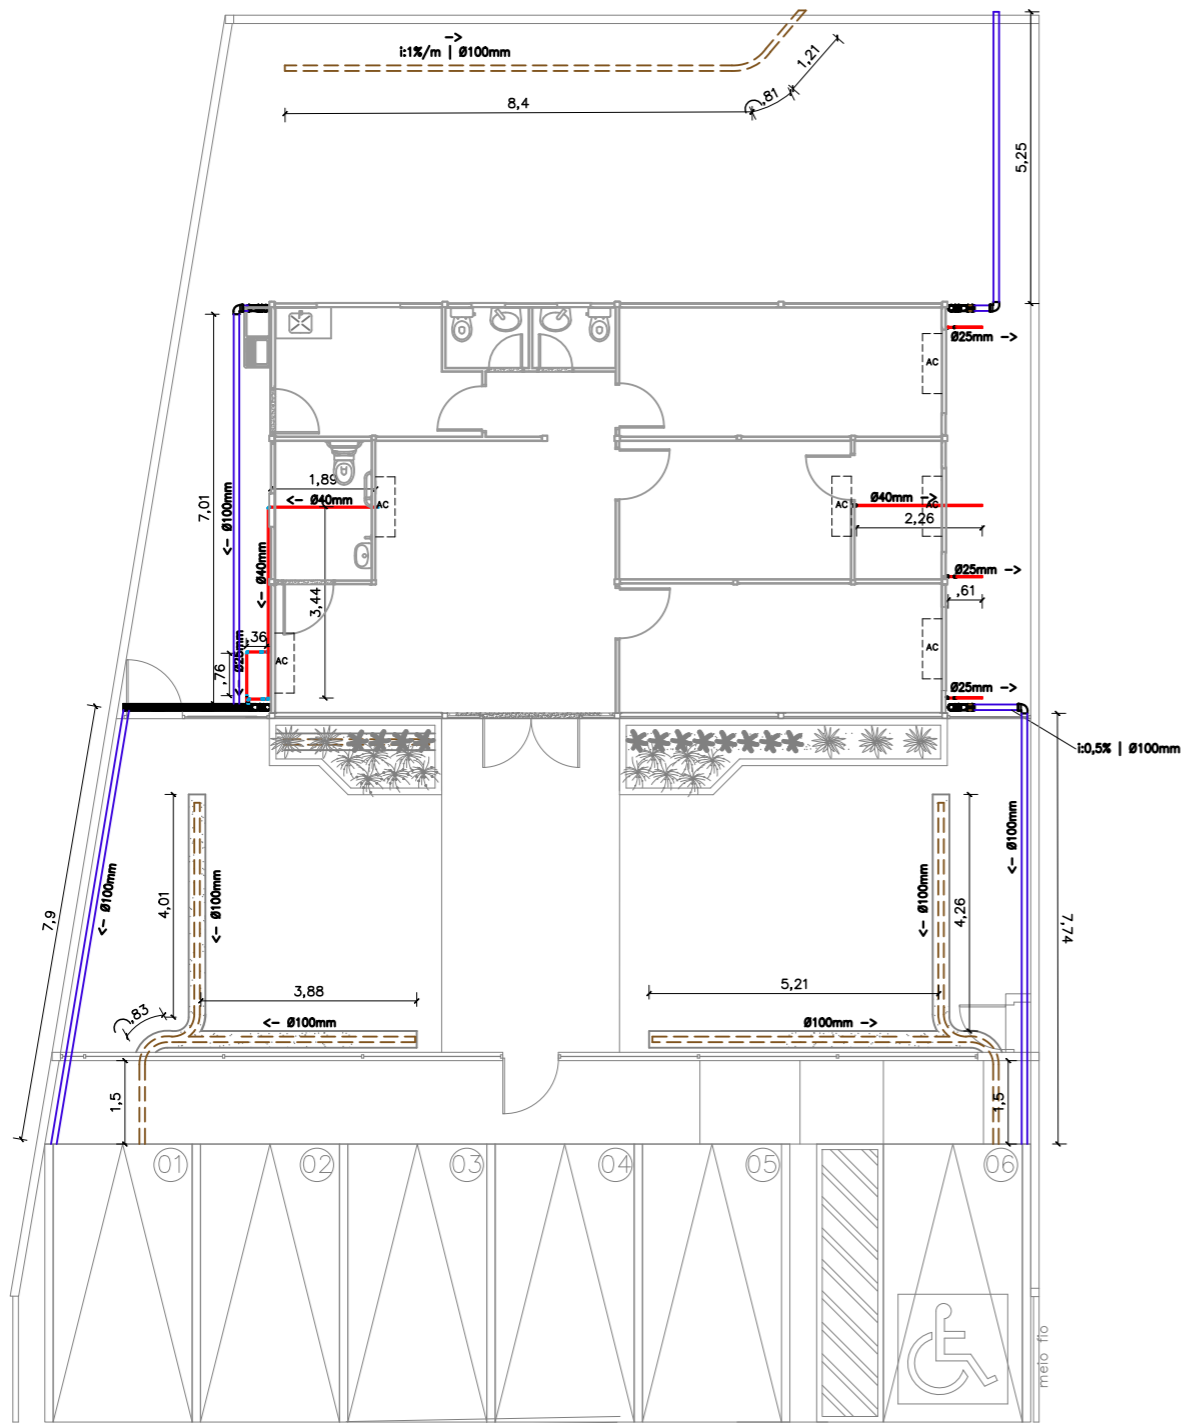 ->
i:1%/m | Ø100mm
8,4
,81
1,21
5,25
Ø25mm ->
AC
7,01
<- Ø100mm
1,89
<- Ø40mm
AC
AC
Ø40mm ->
AC
2,26
<- Ø40mm
3,44
Ø25mm ->
,61
,36
<- Ø25mm
,76
AC
AC
Ø25mm ->
i:0,5% | Ø100mm
7,9
<- Ø100mm
4,01
<- Ø100mm
,83
3,88
<- Ø100mm
5,21
Ø100mm ->
<- Ø100mm
4,26
<- Ø100mm
7,74
1,5
1,5
01
02
03
04
05
06
meio fio